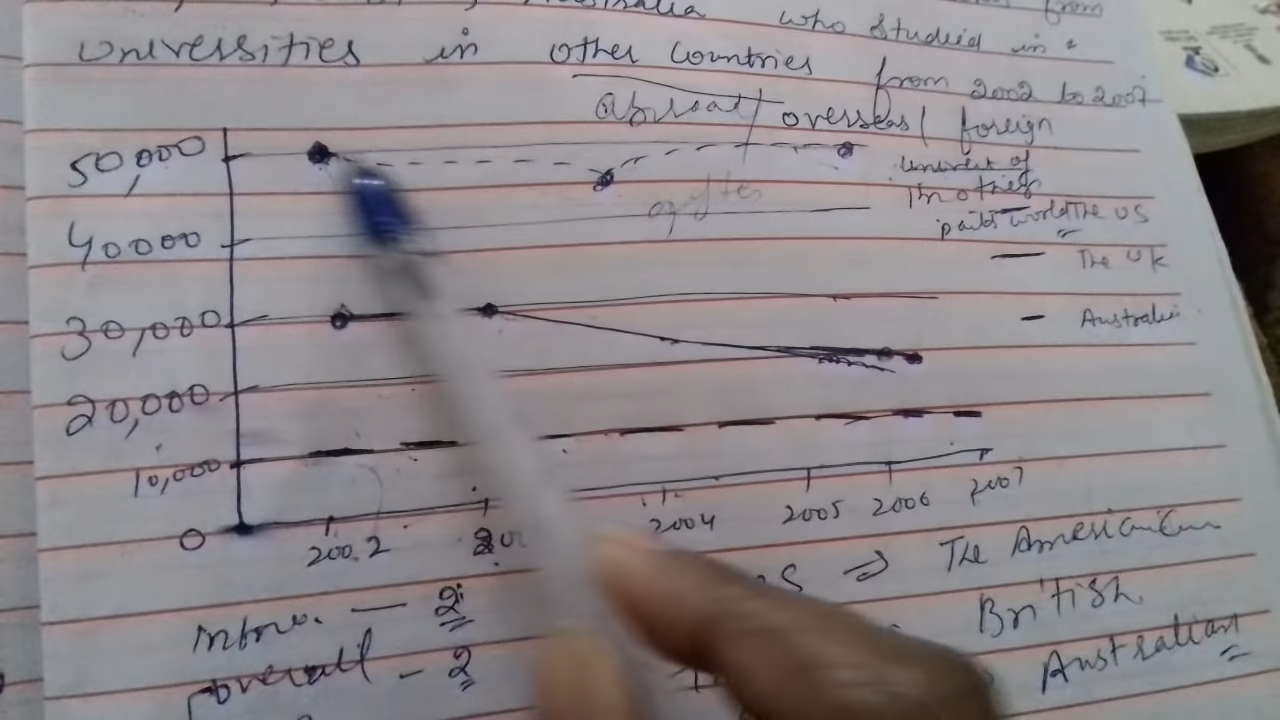 Australia who studied in
Universities in other countries from 2002 to 2007
abroad/ overseas/ foreign
50,000
in other
parts world The US
40000
The UK
30,000
Australia
20,000
10,000
0
2002
2004 2005 2006 2007
Intro. — 2
⇒ The American
British
overall - 2
Australian